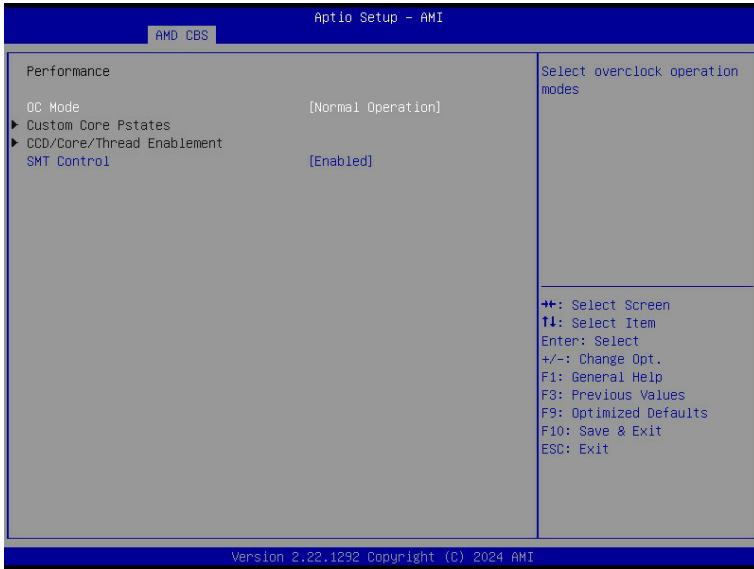 Aptio Setup – AMI
AMD CBS
Performance
OC Mode [Normal Operation]
▶ Custom Core Pstates
▶ CCD/Core/Thread Enablement
SMT Control [Enabled]
Select overclock operation
modes
→←: Select Screen
↑↓: Select Item
Enter: Select
+/-: Change Opt.
F1: General Help
F3: Previous Values
F9: Optimized Defaults
F10: Save & Exit
ESC: Exit
Version 2.22.1292 Copyright (C) 2024 AMI